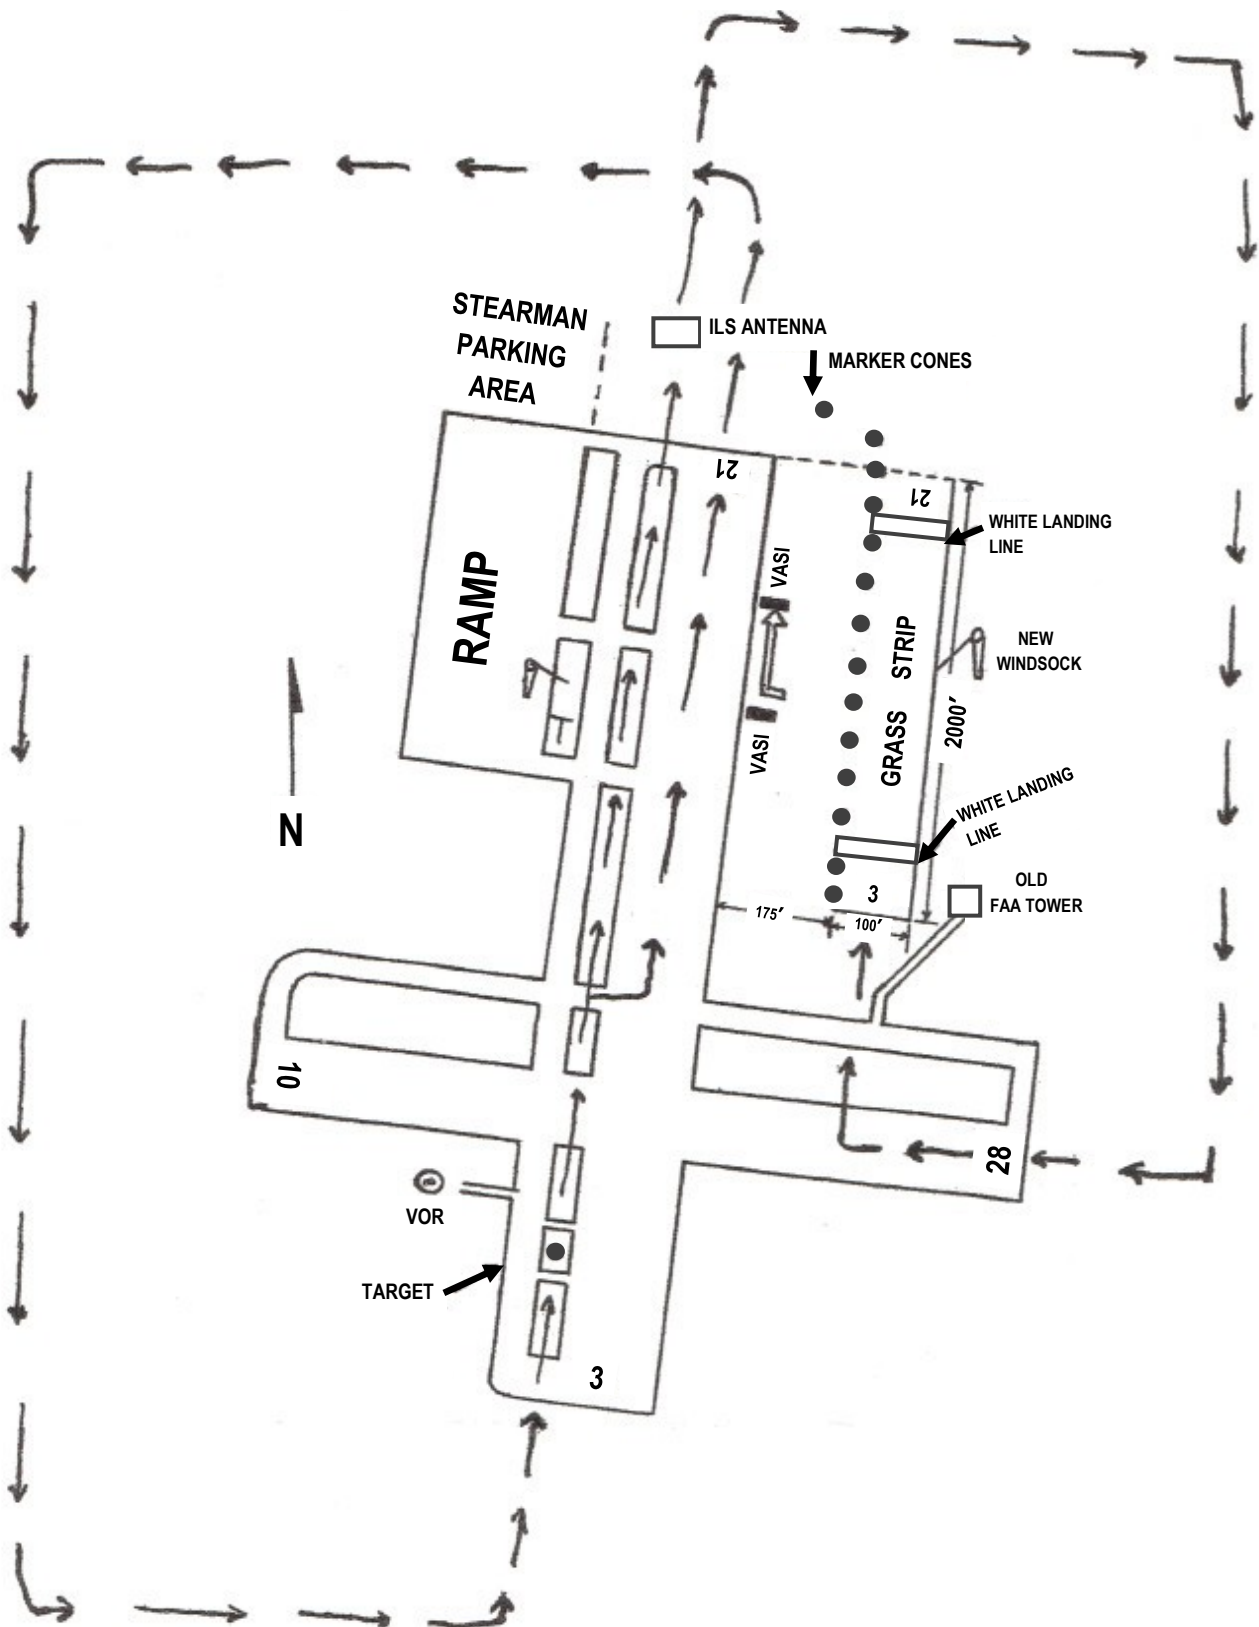 STEARMAN
PARKING
AREA
ILS ANTENNA
MARKER CONES
21
21
WHITE LANDING
LINE
VASI
RAMP
GRASS STRIP
NEW
WINDSOCK
2000'
VASI
WHITE LANDING
LINE
N
OLD
FAA TOWER
3
175'
100'
10
28
VOR
TARGET
3